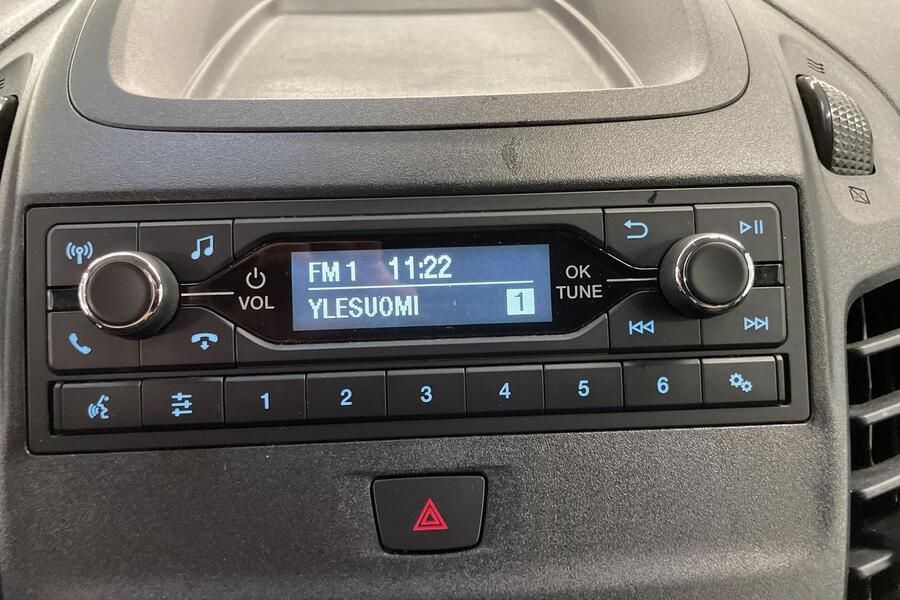 FM 1 11:22
YLESUOMI 1
VOL
OK
TUNE
1 2 3 4 5 6